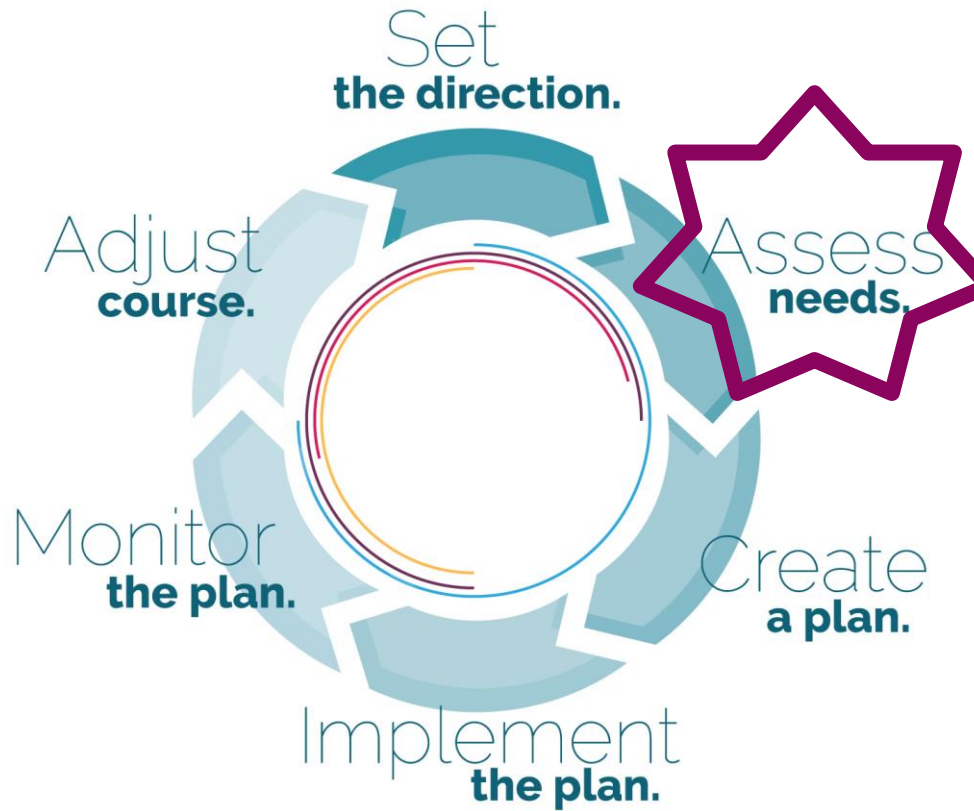 Set
the direction.
Assess
needs.
Create
a plan.
Implement
the plan.
Monitor
the plan.
Adjust
course.